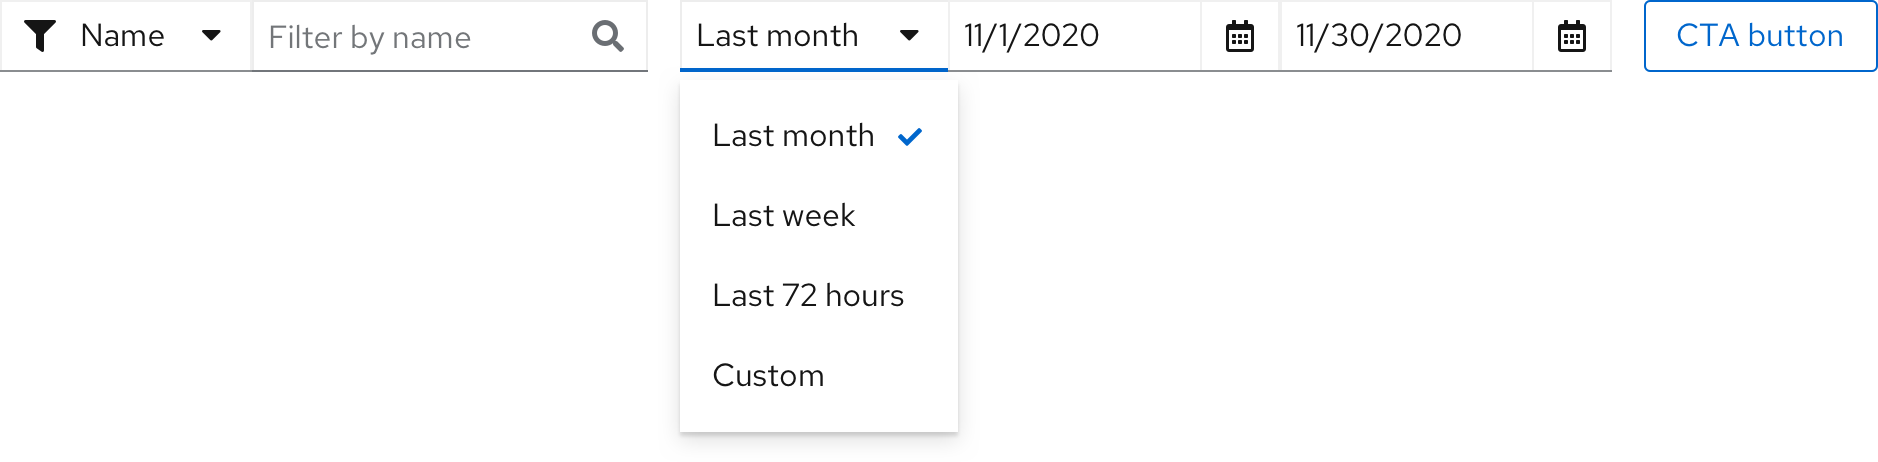 Name Filter by name Last month 11/1/2020 11/30/2020 CTA button
Last month
Last week
Last 72 hours
Custom